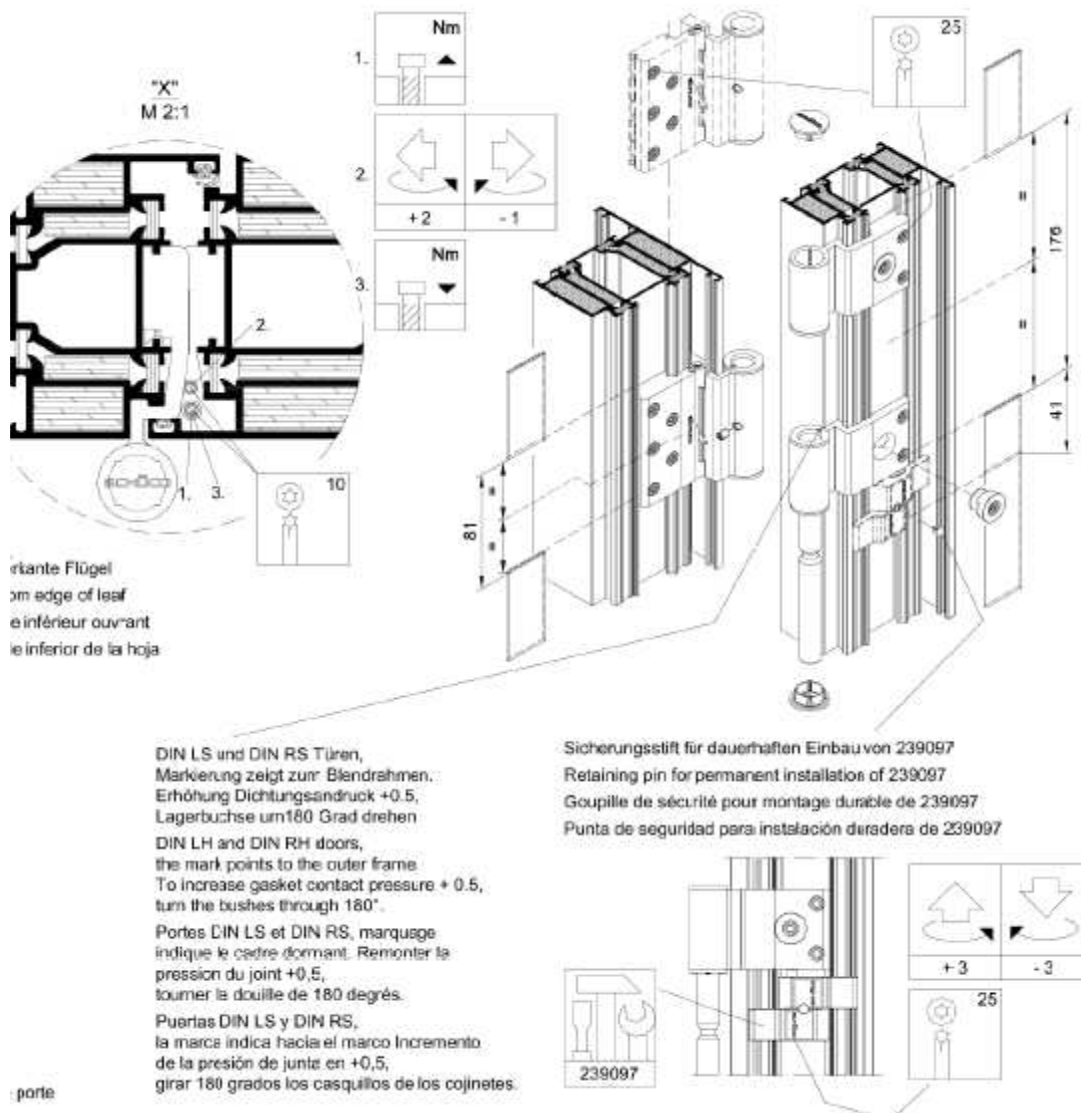 Nm
25
1.
"X"
M 2:1
2.
+2
- 1
Nm
3.
176
2.
41
1.
3.
10
81
rkante Flügel
om edge of leaf
e inférieur ouvrant
le inferior de la hoja
DIN LS und DIN RS Türen,
Markierung zeigt zum Blendrahmen.
Erhöhung Dichtungsandruck +0.5,
Lagerbuchse um180 Grad drehen
DIN LH and DIN RH doors,
the mark points to the outer frame
To increase gasket contact pressure + 0.5,
turn the bushes through 180°.
Portes DIN LS et DIN RS, marquage
indique le cadre dormant. Remonter la
pression du joint +0,5,
tourner la douille de 180 degrés.
Puertas DIN LS y DIN RS,
la marca indica hacia el marco Incremento
de la presión de junta en +0,5,
girar 180 grados los casquillos de los cojinetes.
porte
Sicherungsstift für dauerhaften Einbau von 239097
Retaining pin for permanent installation of 239097
Goupille de sécurité pour montage durable de 239097
Punta de seguridad para instalación duradera de 239097
+ 3
- 3
25
239097